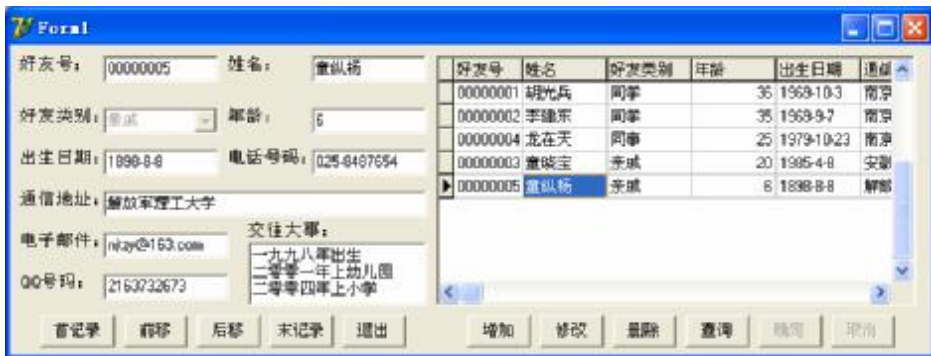 Form1
好友号： 00000005 姓名： 童纵杨
好友类别： 亲戚 年龄： 6
出生日期： 1898-8-8 电话号码： 025-8487654
通信地址： 解放军理工大学
电子邮件： @163.com 交往大事：
一九九八年出生
二零零一年上幼儿园
二零零四年上小学
QQ号码： 2163732673
好友号 姓名 好友类别 年龄 出生日期 通信
00000001 胡光兵 同学 36 1969-10-3 南京
00000002 李建东 同学 35 1969-9-7 南京
00000004 龙在天 同事 25 1979-10-23 南京
00000003 童晓宝 亲戚 20 1985-4-8 安徽
00000005 童纵杨 亲戚 6 1898-8-8 解放
首记录 前移 后移 末记录 退出 增加 修改 删除 查询 确定 取消